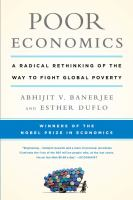 POOR
ECONOMICS
A RADICAL RETHINKING OF THE
WAY TO FIGHT GLOBAL POVERTY
ABHIJIT V. BANERJEE
AND ESTHER DUFLO
WINNERS OF THE
NOBEL PRIZE IN ECONOMICS